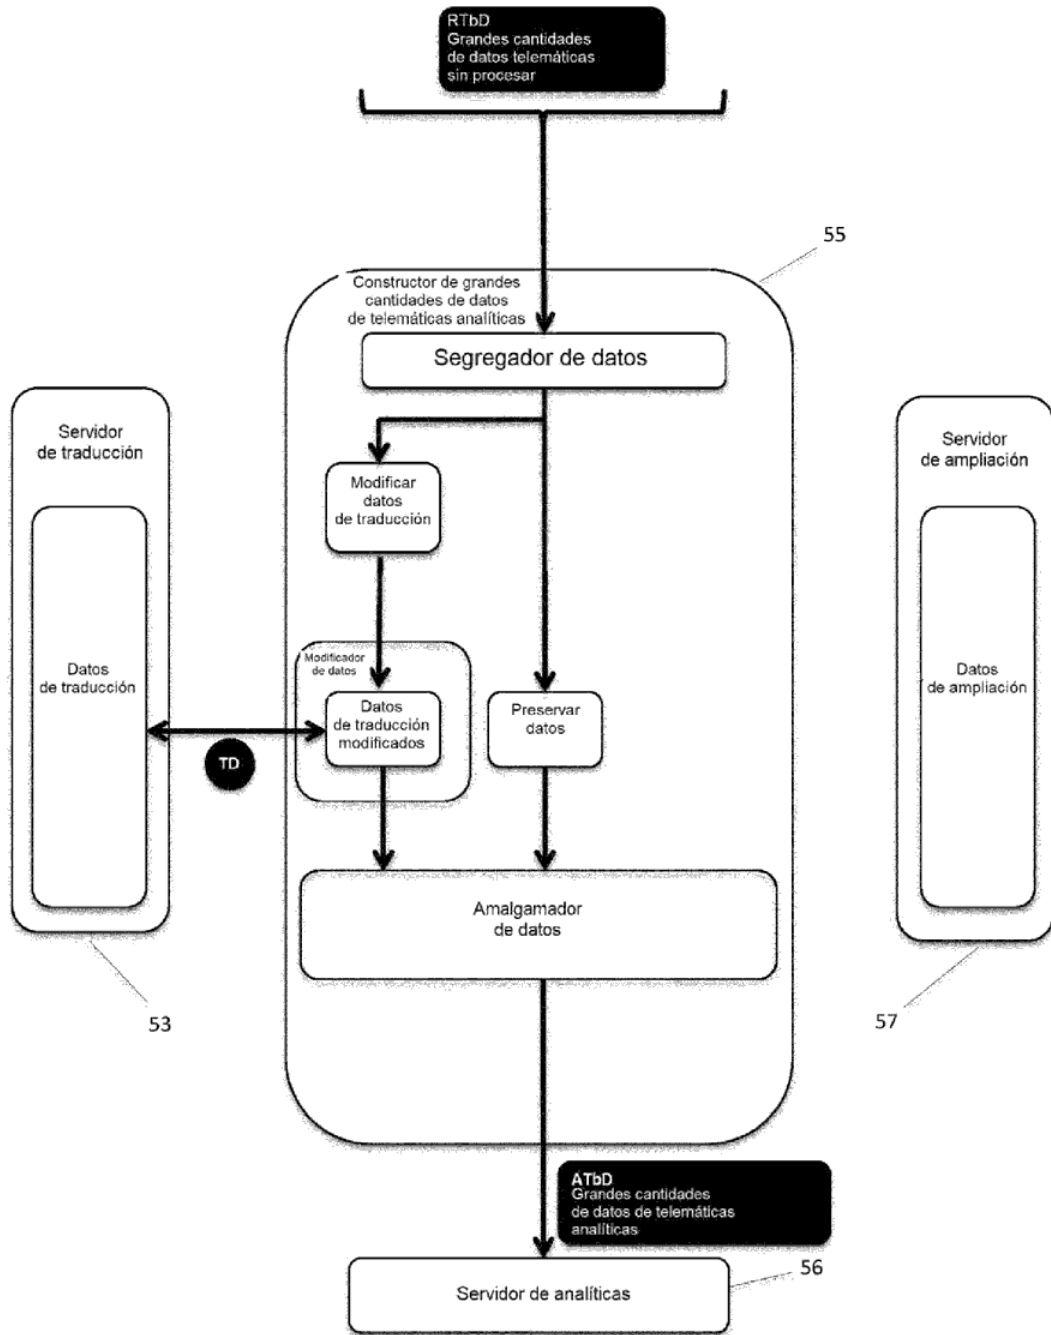 RTbD
Grandes cantidades
de datos telemáticas
sin procesar
55
Constructor de grandes
cantidades de datos
de telemáticas analíticas
Segregador de datos
Servidor
de traducción
Servidor
de ampliación
Modificar
datos
de traducción
Modificador
de datos
Datos
de traducción
Datos
de traducción
modificados
Preservar
datos
Datos
de ampliación
TD
Amalgamador
de datos
53
57
ATbD
Grandes cantidades
de datos de telemáticas
analíticas
Servidor de analíticas
56